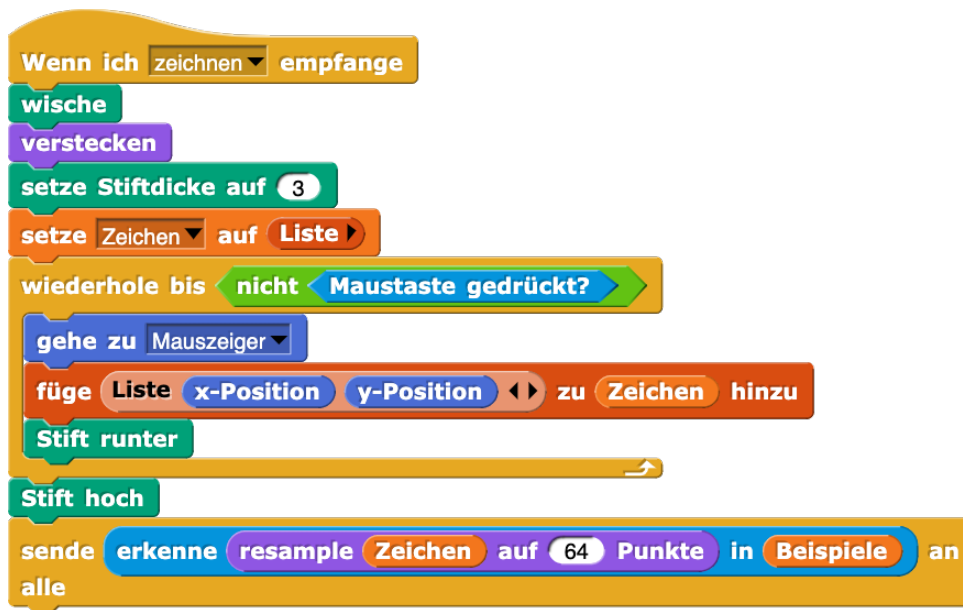 Wenn ich zeichnen empfange
wische
verstecken
setze Stiftdicke auf 3
setze Zeichen auf Liste
wiederhole bis nicht Maustaste gedrückt?
gehe zu Mauszeiger
füge Liste x-Position y-Position zu Zeichen hinzu
Stift runter
Stift hoch
sende erkenne resample Zeichen auf 64 Punkte in Beispiele an
alle